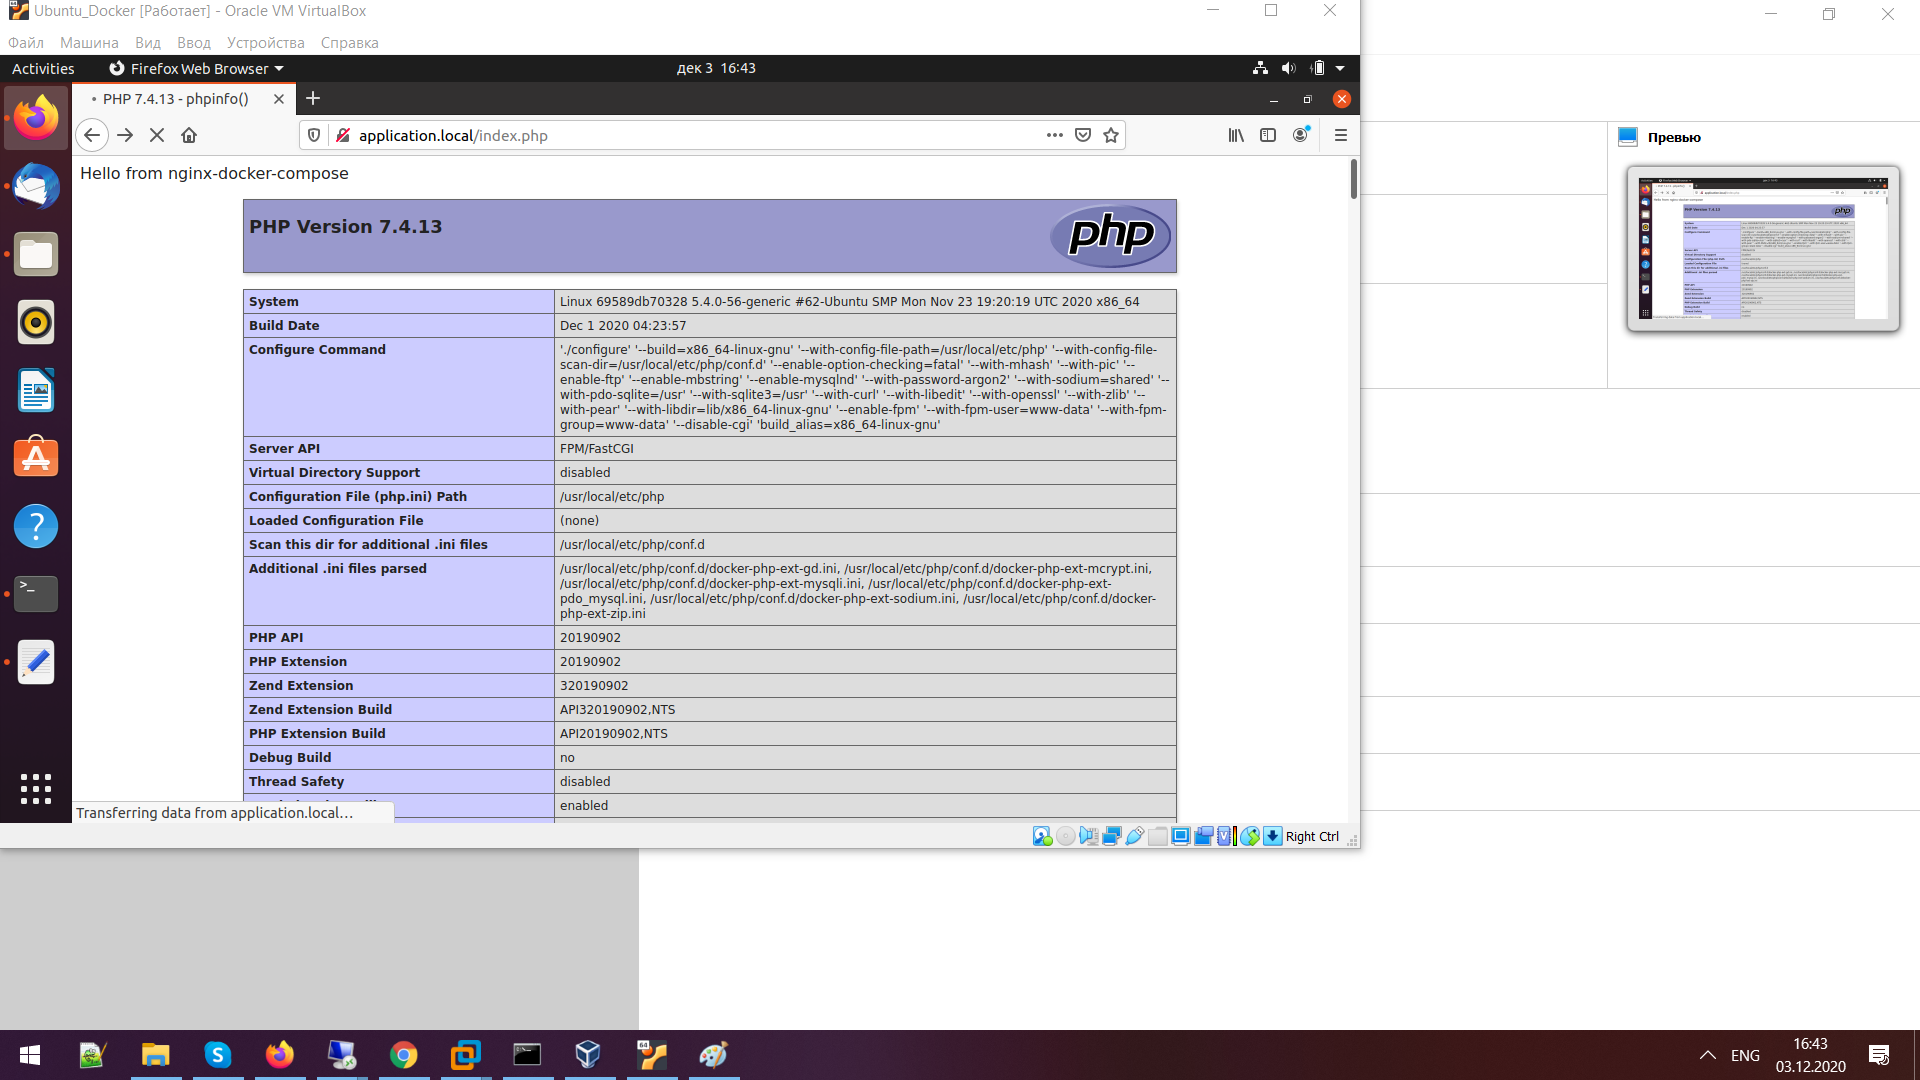 Ubuntu_Docker [Работает] - Oracle VM VirtualBox
Файл Машина Вид Ввод Устройства Справка
Activities Firefox Web Browser дек 3 16:43
PHP 7.4.13 - phpinfo()
application.local/index.php
Hello from nginx-docker-compose
PHP Version 7.4.13
php
System Linux 69589db70328 5.4.0-56-generic #62-Ubuntu SMP Mon Nov 23 19:20:19 UTC 2020 x86_64
Build Date Dec 1 2020 04:23:57
Configure Command './configure' '--build=x86_64-linux-gnu' '--with-config-file-path=/usr/local/etc/php' '--with-config-file-
scan-dir=/usr/local/etc/php/conf.d' '--enable-option-checking=fatal' '--with-mhash' '--with-pic' '--
enable-ftp' '--enable-mbstring' '--enable-mysqlnd' '--with-password-argon2' '--with-sodium=shared' '--
with-pdo-sqlite=/usr' '--with-sqlite3=/usr' '--with-curl' '--with-libedit' '--with-openssl' '--with-zlib' '--
with-pear' '--with-libdir=lib/x86_64-linux-gnu' '--enable-fpm' '--with-fpm-user=www-data' '--with-fpm-
group=www-data' '--disable-cgi' 'build_alias=x86_64-linux-gnu'
Server API FPM/FastCGI
Virtual Directory Support disabled
Configuration File (php.ini) Path /usr/local/etc/php
Loaded Configuration File (none)
Scan this dir for additional .ini files /usr/local/etc/php/conf.d
Additional .ini files parsed /usr/local/etc/php/conf.d/docker-php-ext-gd.ini, /usr/local/etc/php/conf.d/docker-php-ext-mcrypt.ini,
/usr/local/etc/php/conf.d/docker-php-ext-mysqli.ini, /usr/local/etc/php/conf.d/docker-php-ext-
pdo_mysql.ini, /usr/local/etc/php/conf.d/docker-php-ext-sodium.ini, /usr/local/etc/php/conf.d/docker-
php-ext-zip.ini
PHP API 20190902
PHP Extension 20190902
Zend Extension 320190902
Zend Extension Build API320190902,NTS
PHP Extension Build API20190902,NTS
Debug Build no
Thread Safety disabled
enabled
Transferring data from application.local…
Right Ctrl
Превью
ENG
16:43
03.12.2020